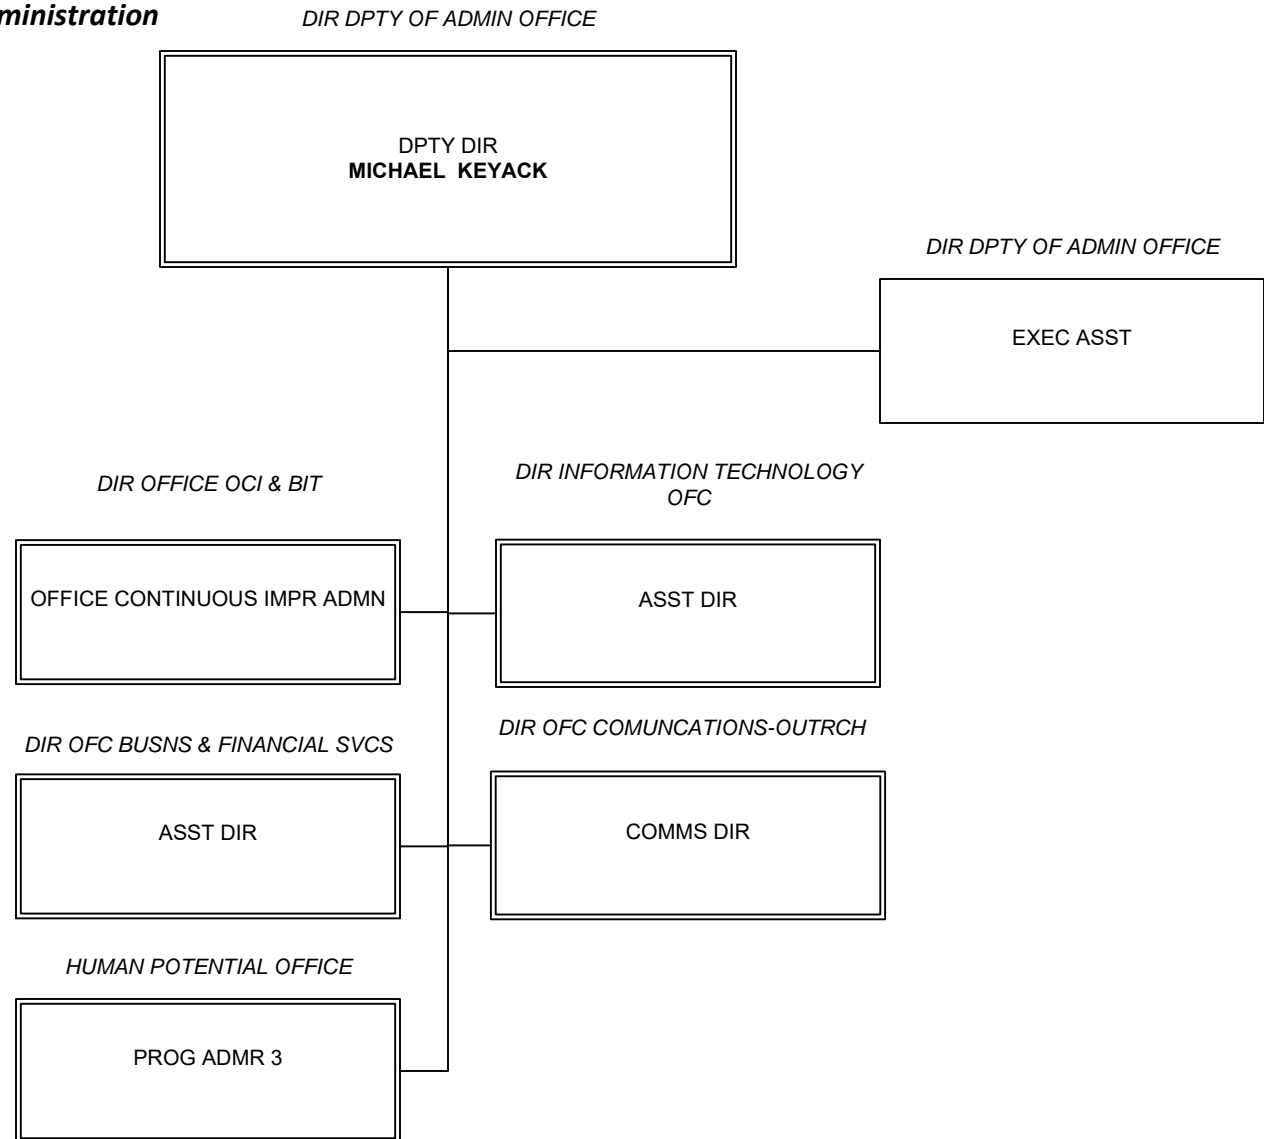 ministration
DIR DPTY OF ADMIN OFFICE
DPTY DIR
MICHAEL KEYACK
DIR DPTY OF ADMIN OFFICE
EXEC ASST
DIR OFFICE OCI & BIT
OFFICE CONTINUOUS IMPR ADMN
DIR INFORMATION TECHNOLOGY
OFC
ASST DIR
DIR OFC BUSNS & FINANCIAL SVCS
ASST DIR
DIR OFC COMUNCATIONS-OUTRCH
COMMS DIR
HUMAN POTENTIAL OFFICE
PROG ADMR 3